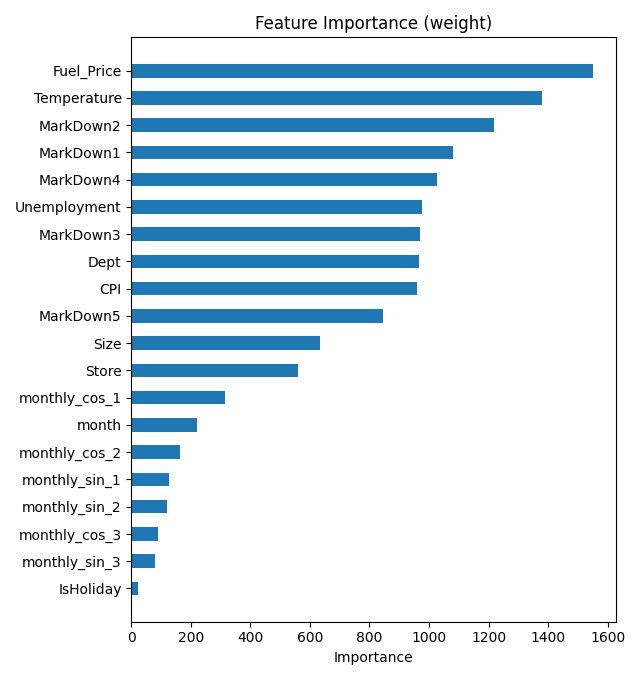 Feature Importance (weight)
Fuel_Price
Temperature
MarkDown2
MarkDown1
MarkDown4
Unemployment
MarkDown3
Dept
CPI
MarkDown5
Size
Store
monthly_cos_1
month
monthly_cos_2
monthly_sin_1
monthly_sin_2
monthly_cos_3
monthly_sin_3
IsHoliday
0 200 400 600 800 1000 1200 1400 1600
Importance